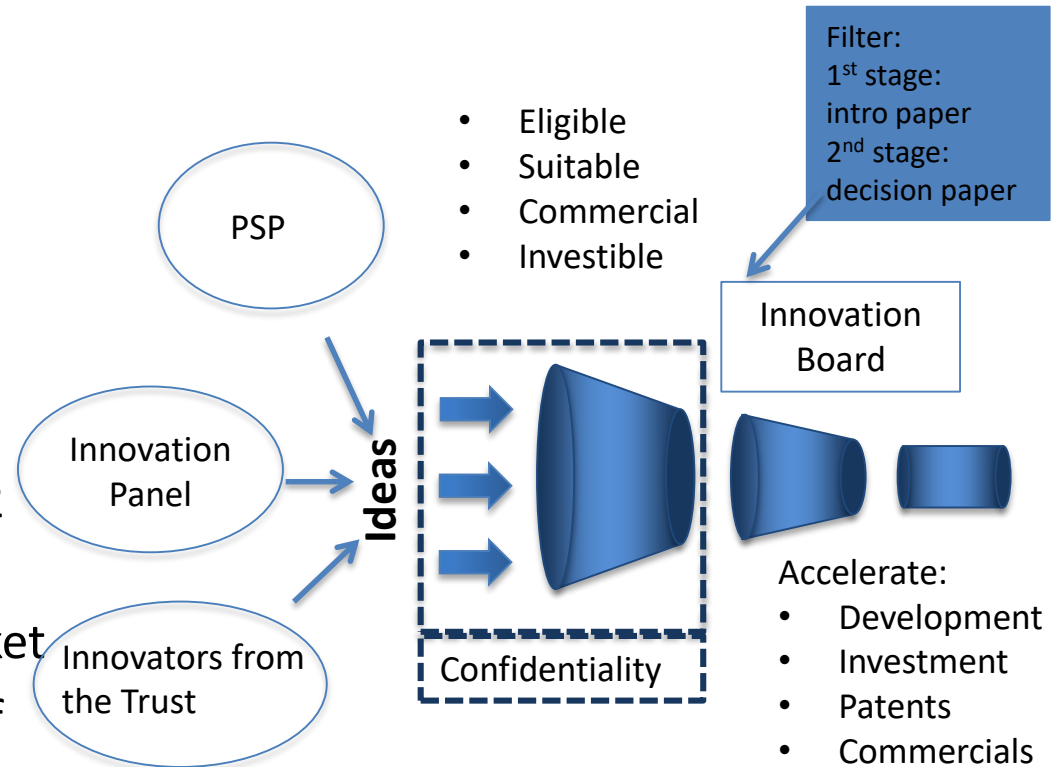 Filter:
1st stage:
intro paper
2nd stage:
decision paper
• Eligible
• Suitable
• Commercial
• Investible
PSP
Innovation
Board
Innovation
Panel
Ideas
Innovators from
the Trust
Confidentiality
Accelerate:
• Development
• Investment
• Patents
• Commercials